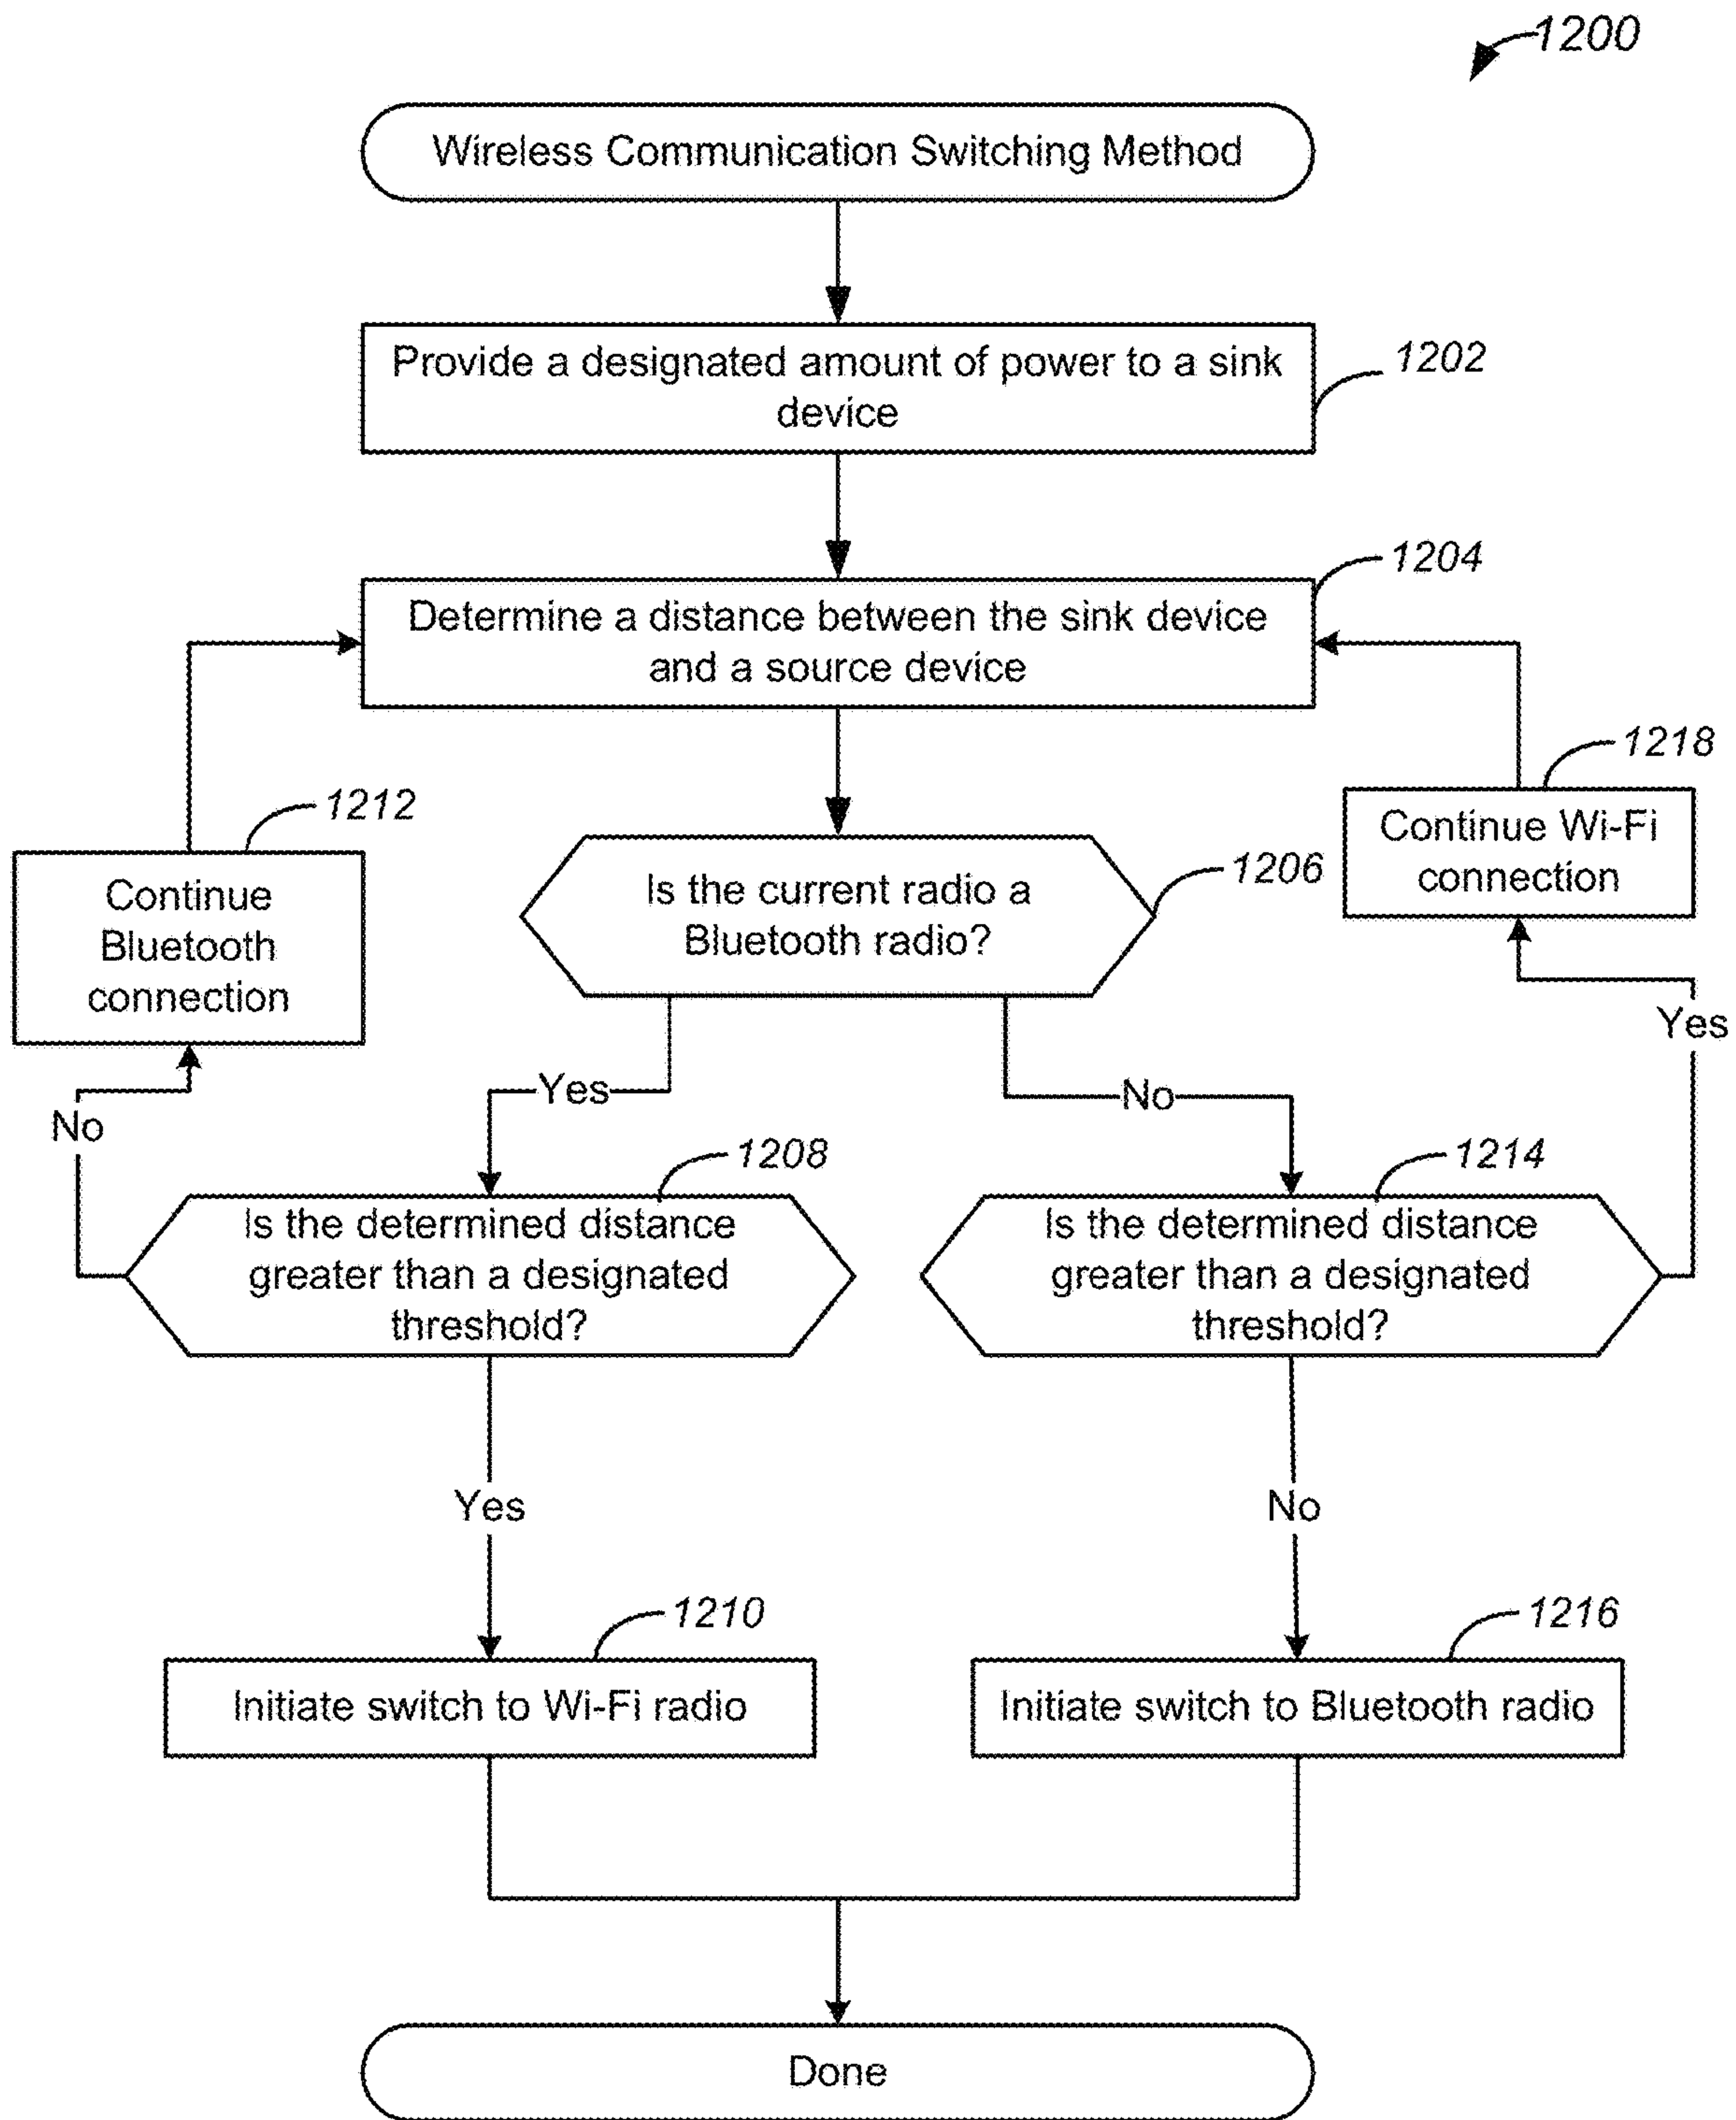 1200
Wireless Communication Switching Method
Provide a designated amount of power to a sink
device
1202
1204
Determine a distance between the sink device
and a source device
1218
1212
Continue Wi-Fi
connection
1206
Is the current radio a
Bluetooth radio?
Continue
Bluetooth
connection
Yes
Yes
No
No
1208
1214
Is the determined distance
greater than a designated
threshold?
Is the determined distance
greater than a designated
threshold?
Yes
No
1210
1216
Initiate switch to Wi-Fi radio
Initiate switch to Bluetooth radio
Done